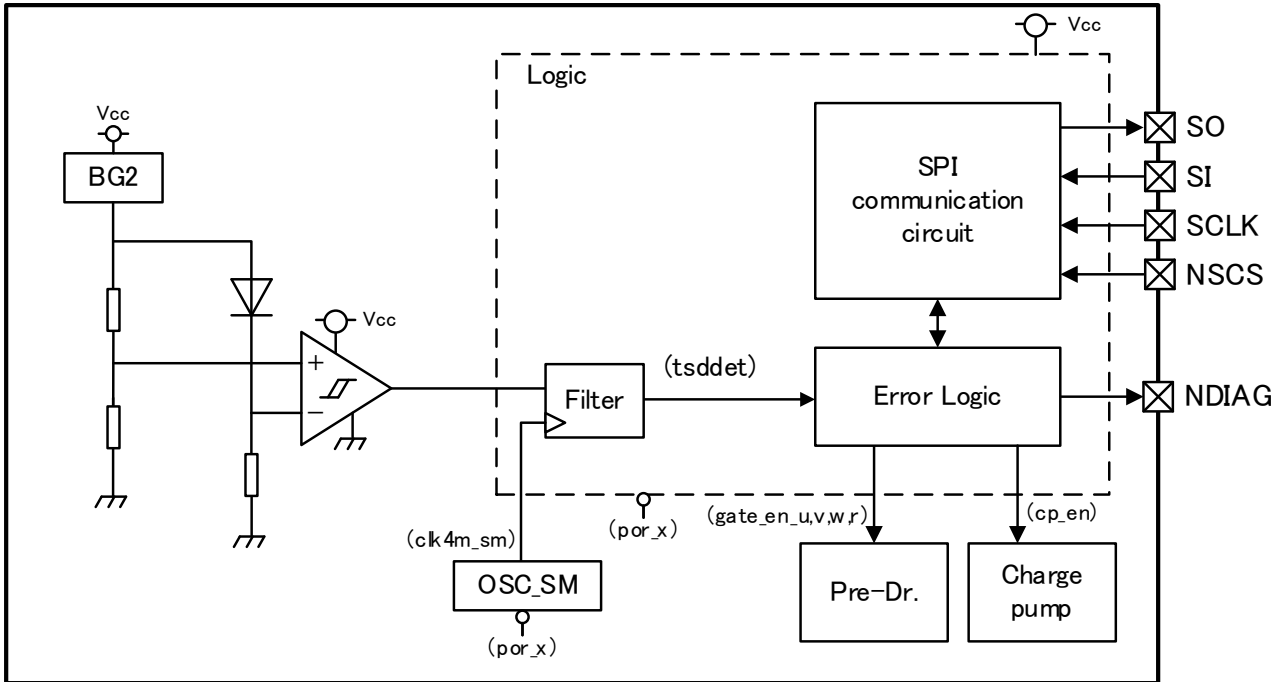 Vcc
Logic
Vcc
BG2
SPI
communication
circuit
SO
SI
SCLK
NSCS
Vcc
+
−
Filter
(tsddet)
Error Logic
NDIAG
(clk4m_sm)
(por_x)
(gate_en_u,v,w,r)
(cp_en)
OSC_SM
(por_x)
Pre-Dr.
Charge
pump